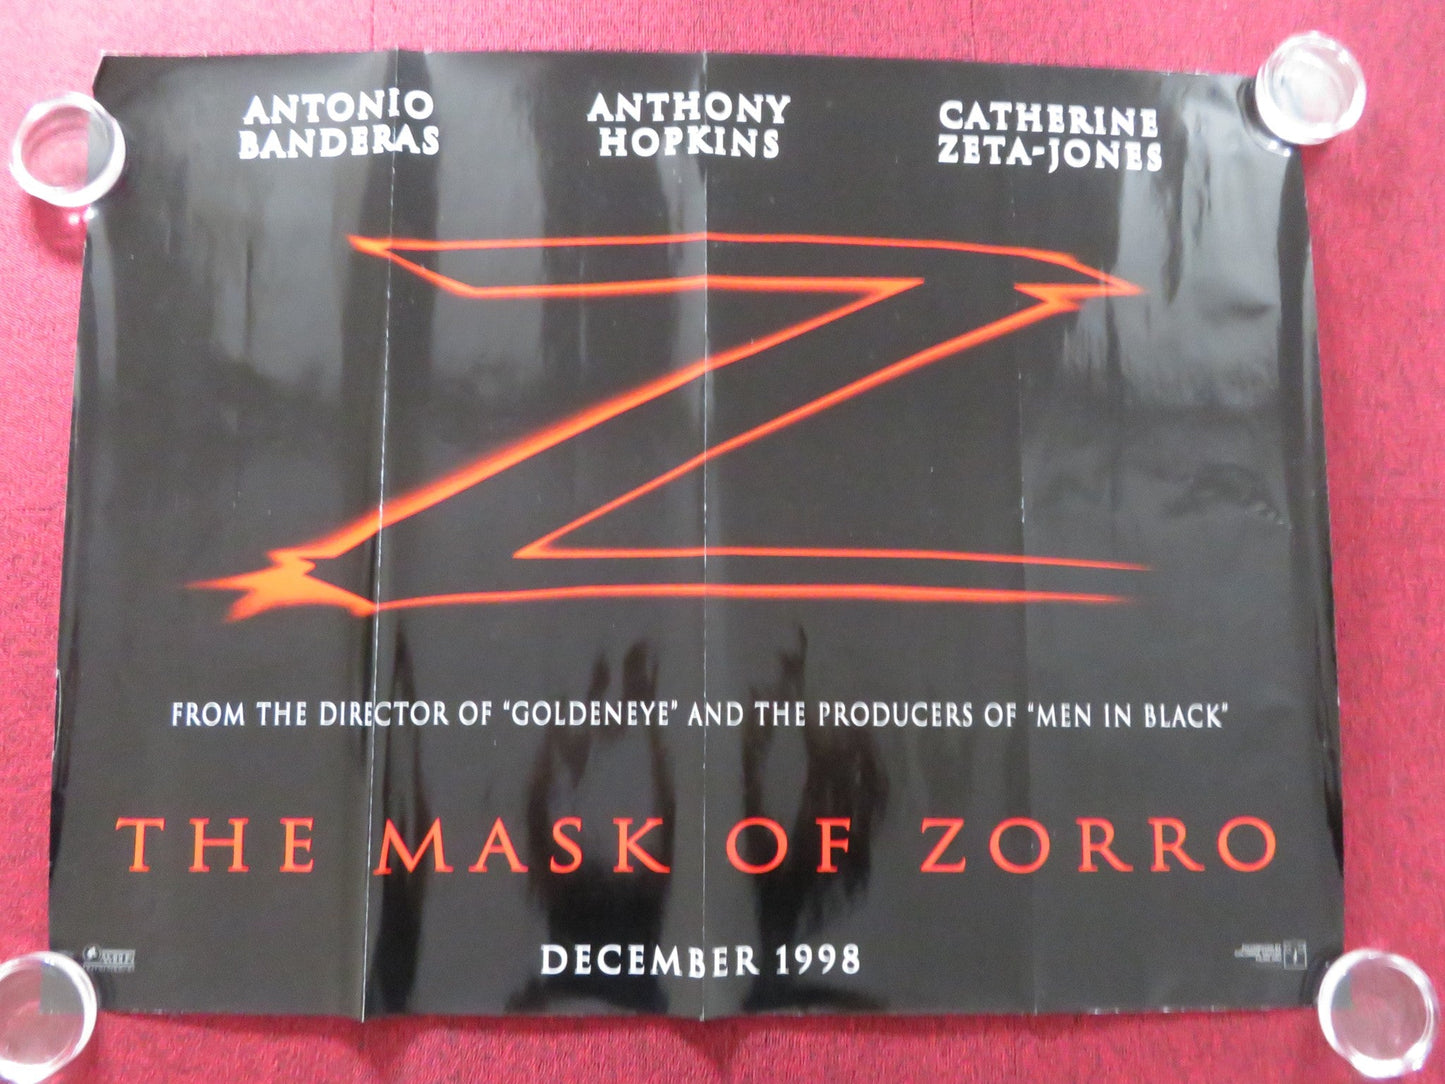 ANTONIO
BANDERAS
ANTHONY
HOPKINS
CATHERINE
ZETA-JONES
Z
FROM THE DIRECTOR OF "GOLDENEYE" AND THE PRODUCERS OF "MEN IN BLACK"
THE MASK OF ZORRO
DECEMBER 1998